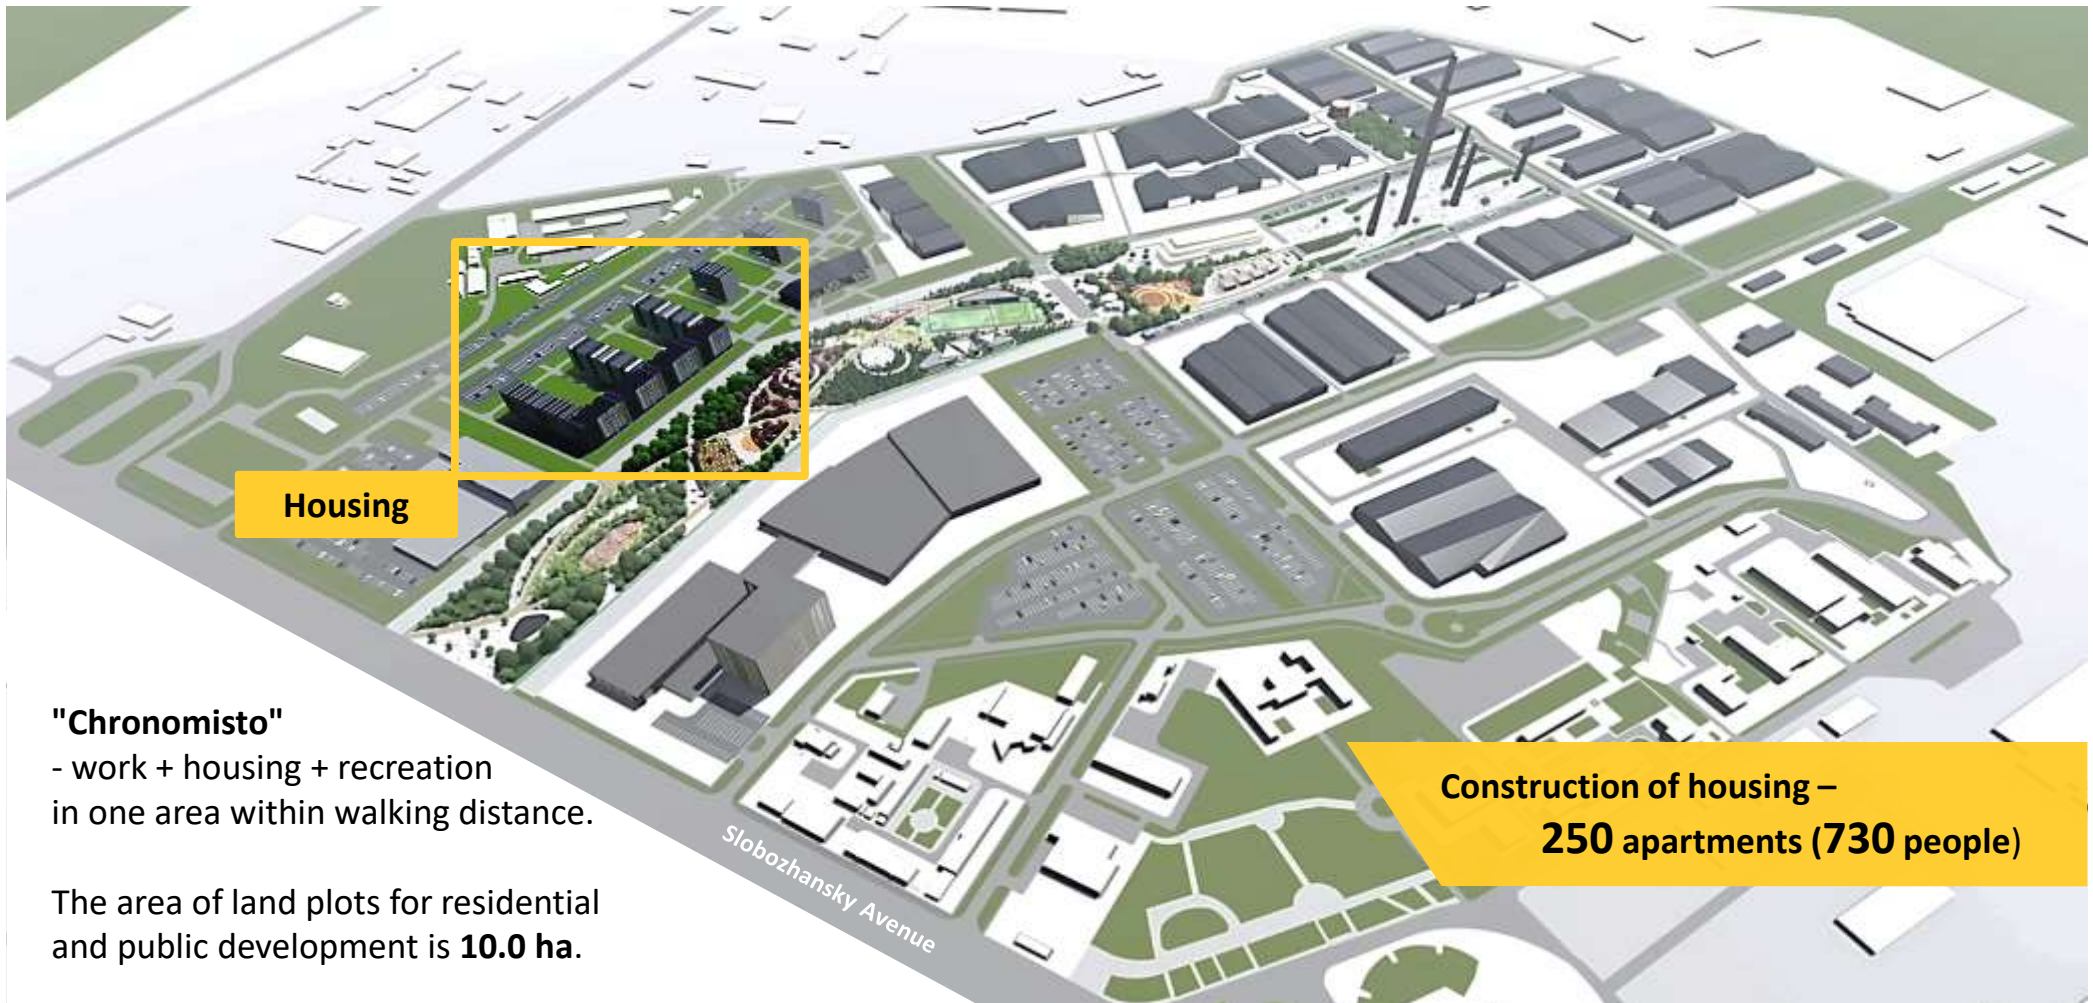 Housing
"Chronomisto"
- work + housing + recreation
in one area within walking distance.
The area of land plots for residential
and public development is 10.0 ha.
Slobozhansky Avenue
Construction of housing –
250 apartments (730 people)